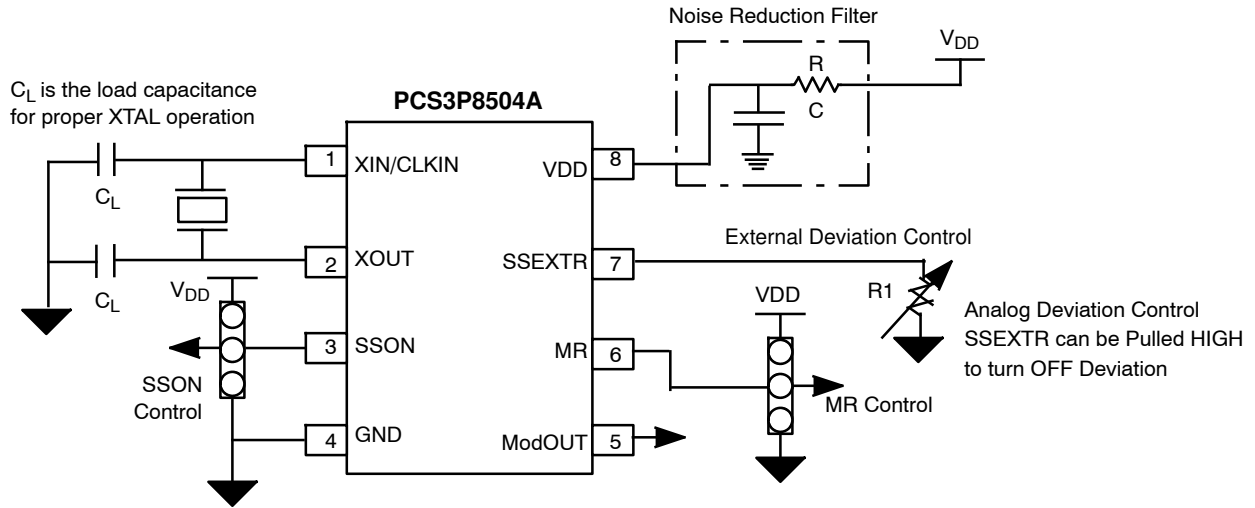 Noise Reduction Filter
VDD
R
C
CL is the load capacitance
for proper XTAL operation
PCS3P8504A
CL
CL
1 XIN/CLKIN
2 XOUT
3 SSON
4 GND
VDD 8
SSEXTR 7
MR 6
ModOUT 5
VDD
SSON
Control
External Deviation Control
R1
Analog Deviation Control
SSEXTR can be Pulled HIGH
to turn OFF Deviation
VDD
MR Control